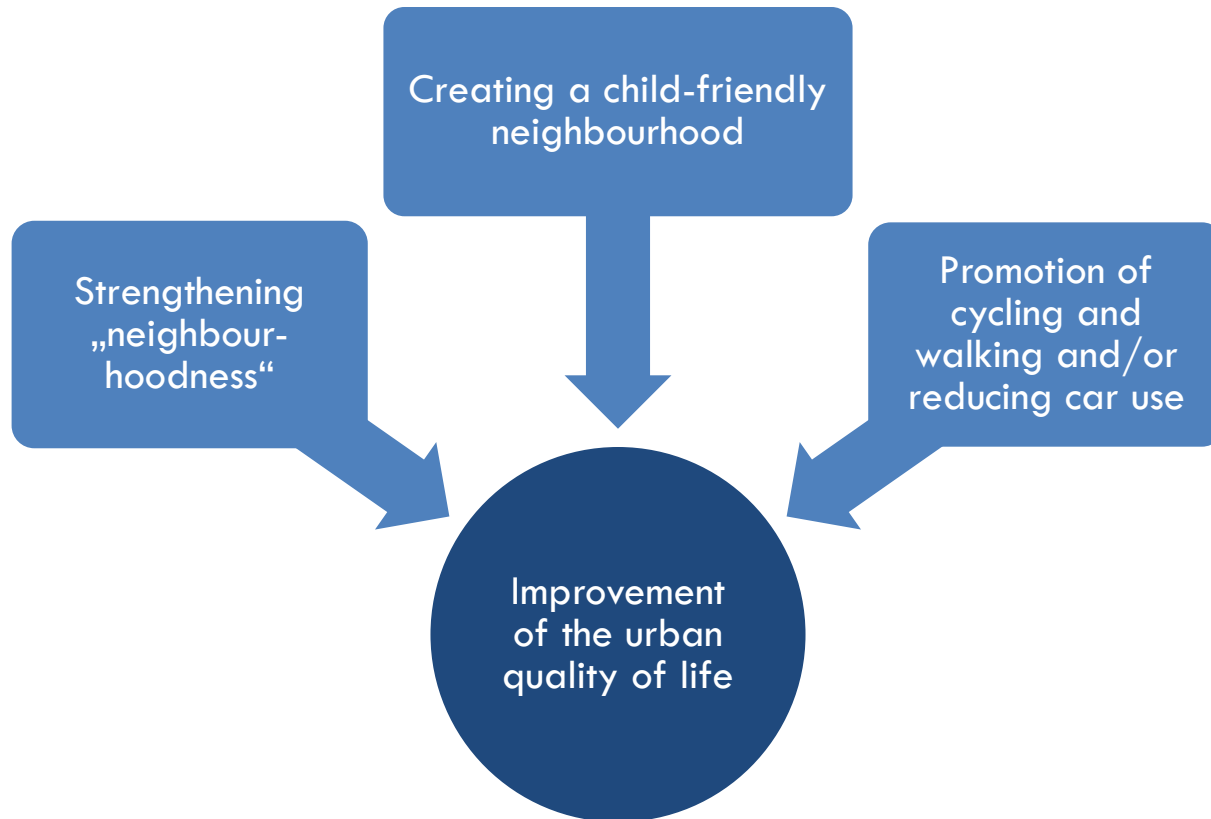 Creating a child-friendly
neighbourhood
Strengthening
„neighbour-
hoodness“
Promotion of
cycling and
walking and/or
reducing car use
Improvement
of the urban
quality of life